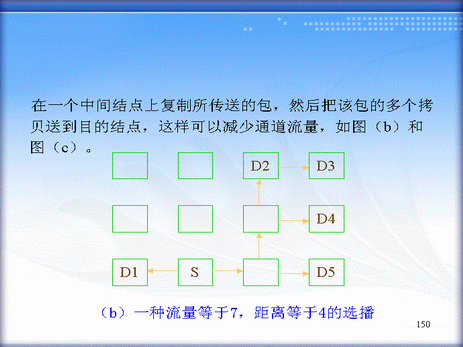 在一个中间结点上复制所传送的包，然后把该包的多个拷
贝送到目的结点，这样可以减少通道流量，如图（b）和
图（c）。
D2 D3
D4
D1 S D5
（b）一种流量等于7，距离等于4的选播
150